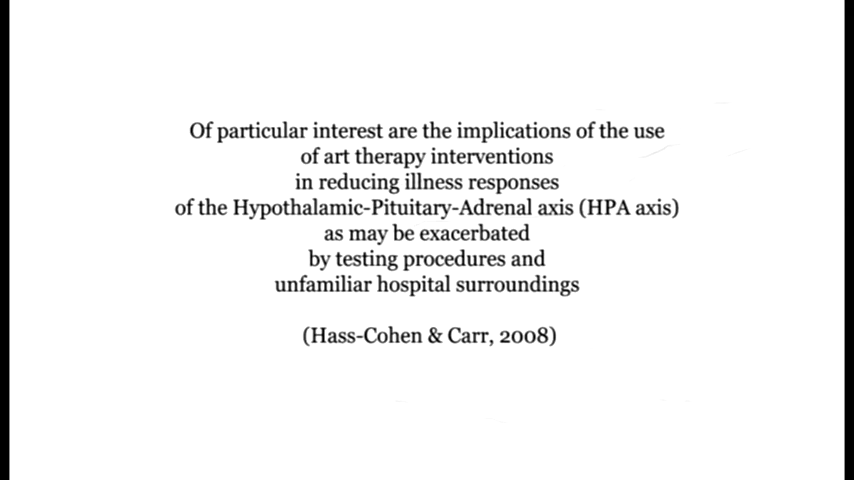 Of particular interest are the implications of the use
of art therapy interventions
in reducing illness responses
of the Hypothalamic-Pituitary-Adrenal axis (HPA axis)
as may be exacerbated
by testing procedures and
unfamiliar hospital surroundings
(Hass-Cohen & Carr, 2008)